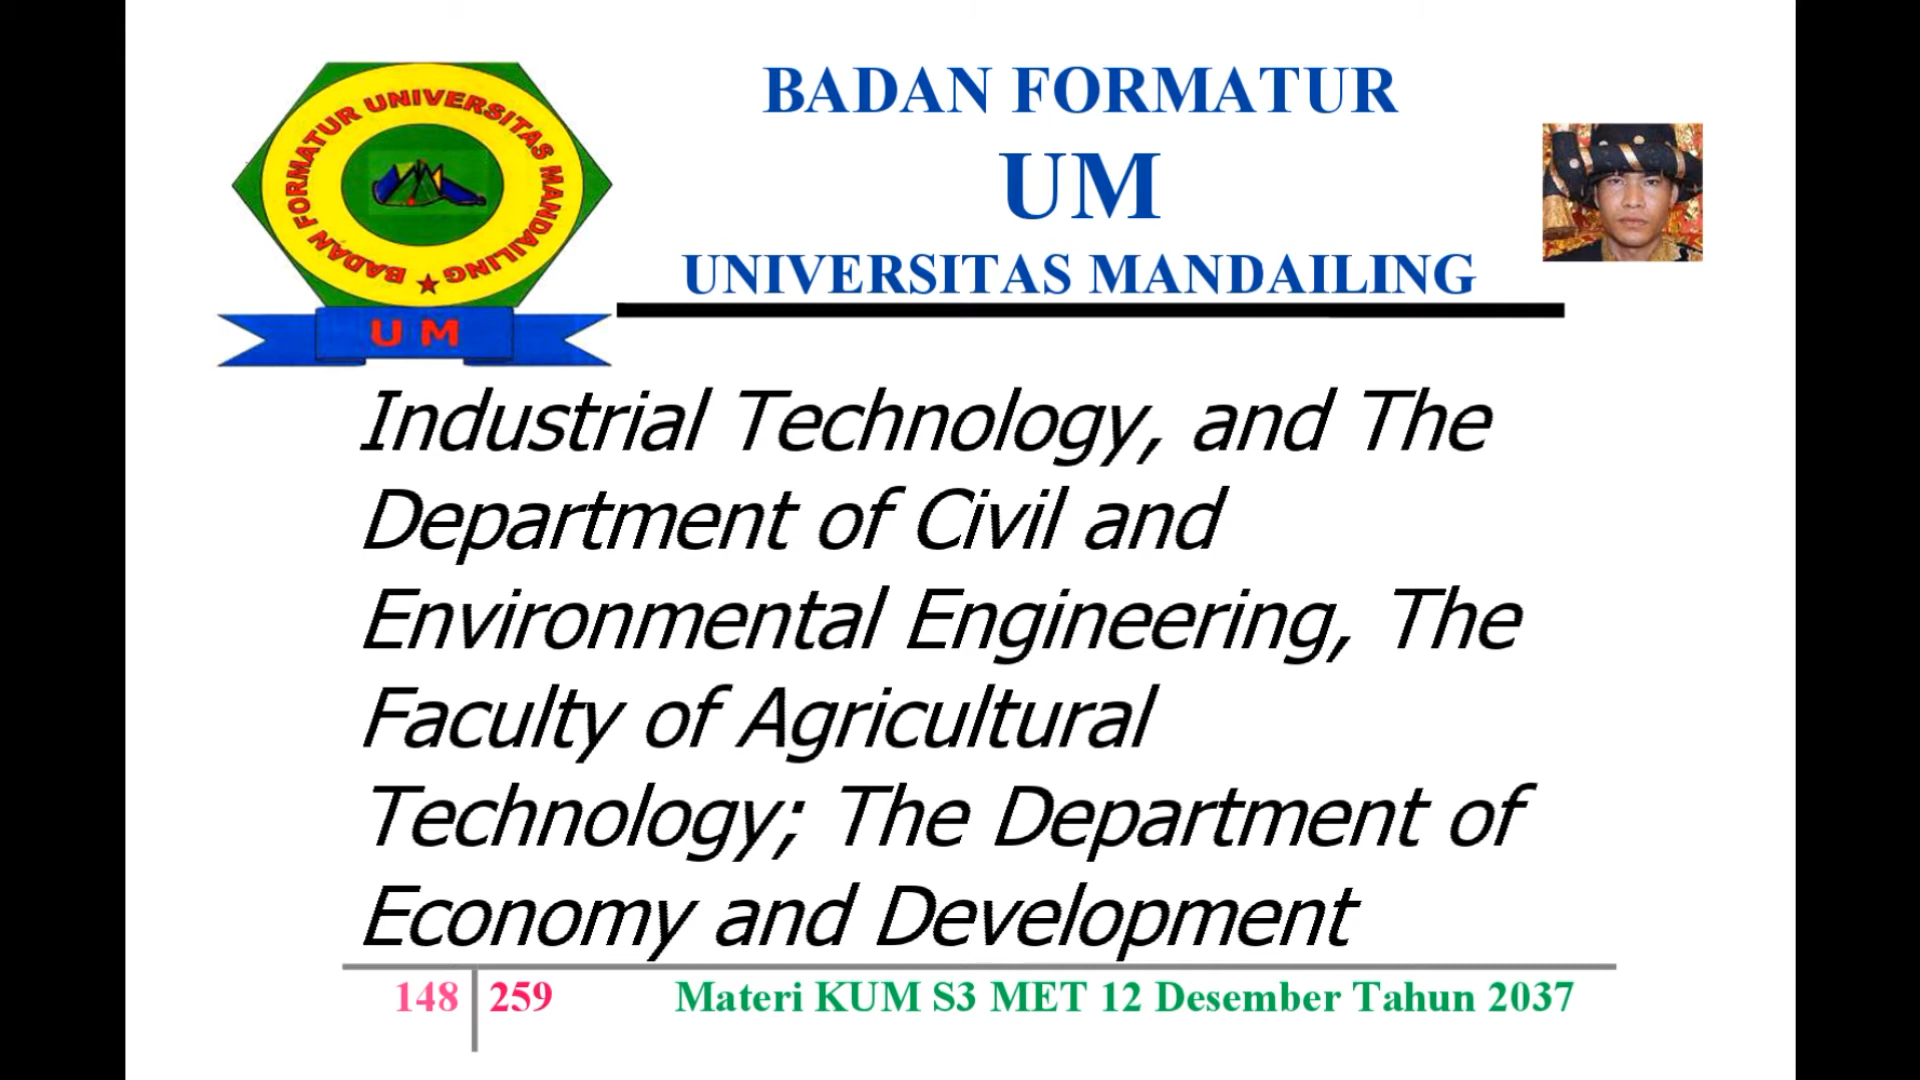 BADAN FORMATUR UNIVERSITAS MANDAILING
U M
BADAN FORMATUR
UM
UNIVERSITAS MANDAILING
Industrial Technology, and The
Department of Civil and
Environmental Engineering, The
Faculty of Agricultural
Technology; The Department of
Economy and Development
148 259 Materi KUM S3 MET 12 Desember Tahun 2037